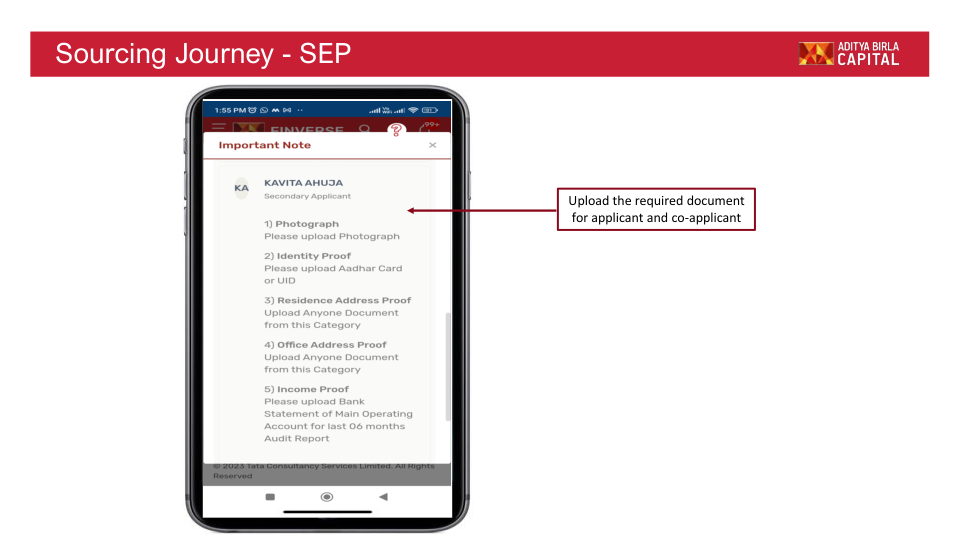 Sourcing Journey - SEP
ADITYA BIRLA
CAPITAL
1:55 PM
FINVERSE
99+
Important Note
×
KA
KAVITA AHUJA
Secondary Applicant
1) Photograph
Please upload Photograph
2) Identity Proof
Please upload Aadhar Card
or UID
3) Residence Address Proof
Upload Anyone Document
from this Category
4) Office Address Proof
Upload Anyone Document
from this Category
5) Income Proof
Please upload Bank
Statement of Main Operating
Account for last 06 months
Audit Report
© 2023 Tata Consultancy Services Limited. All Rights
Reserved
Upload the required document
for applicant and co-applicant